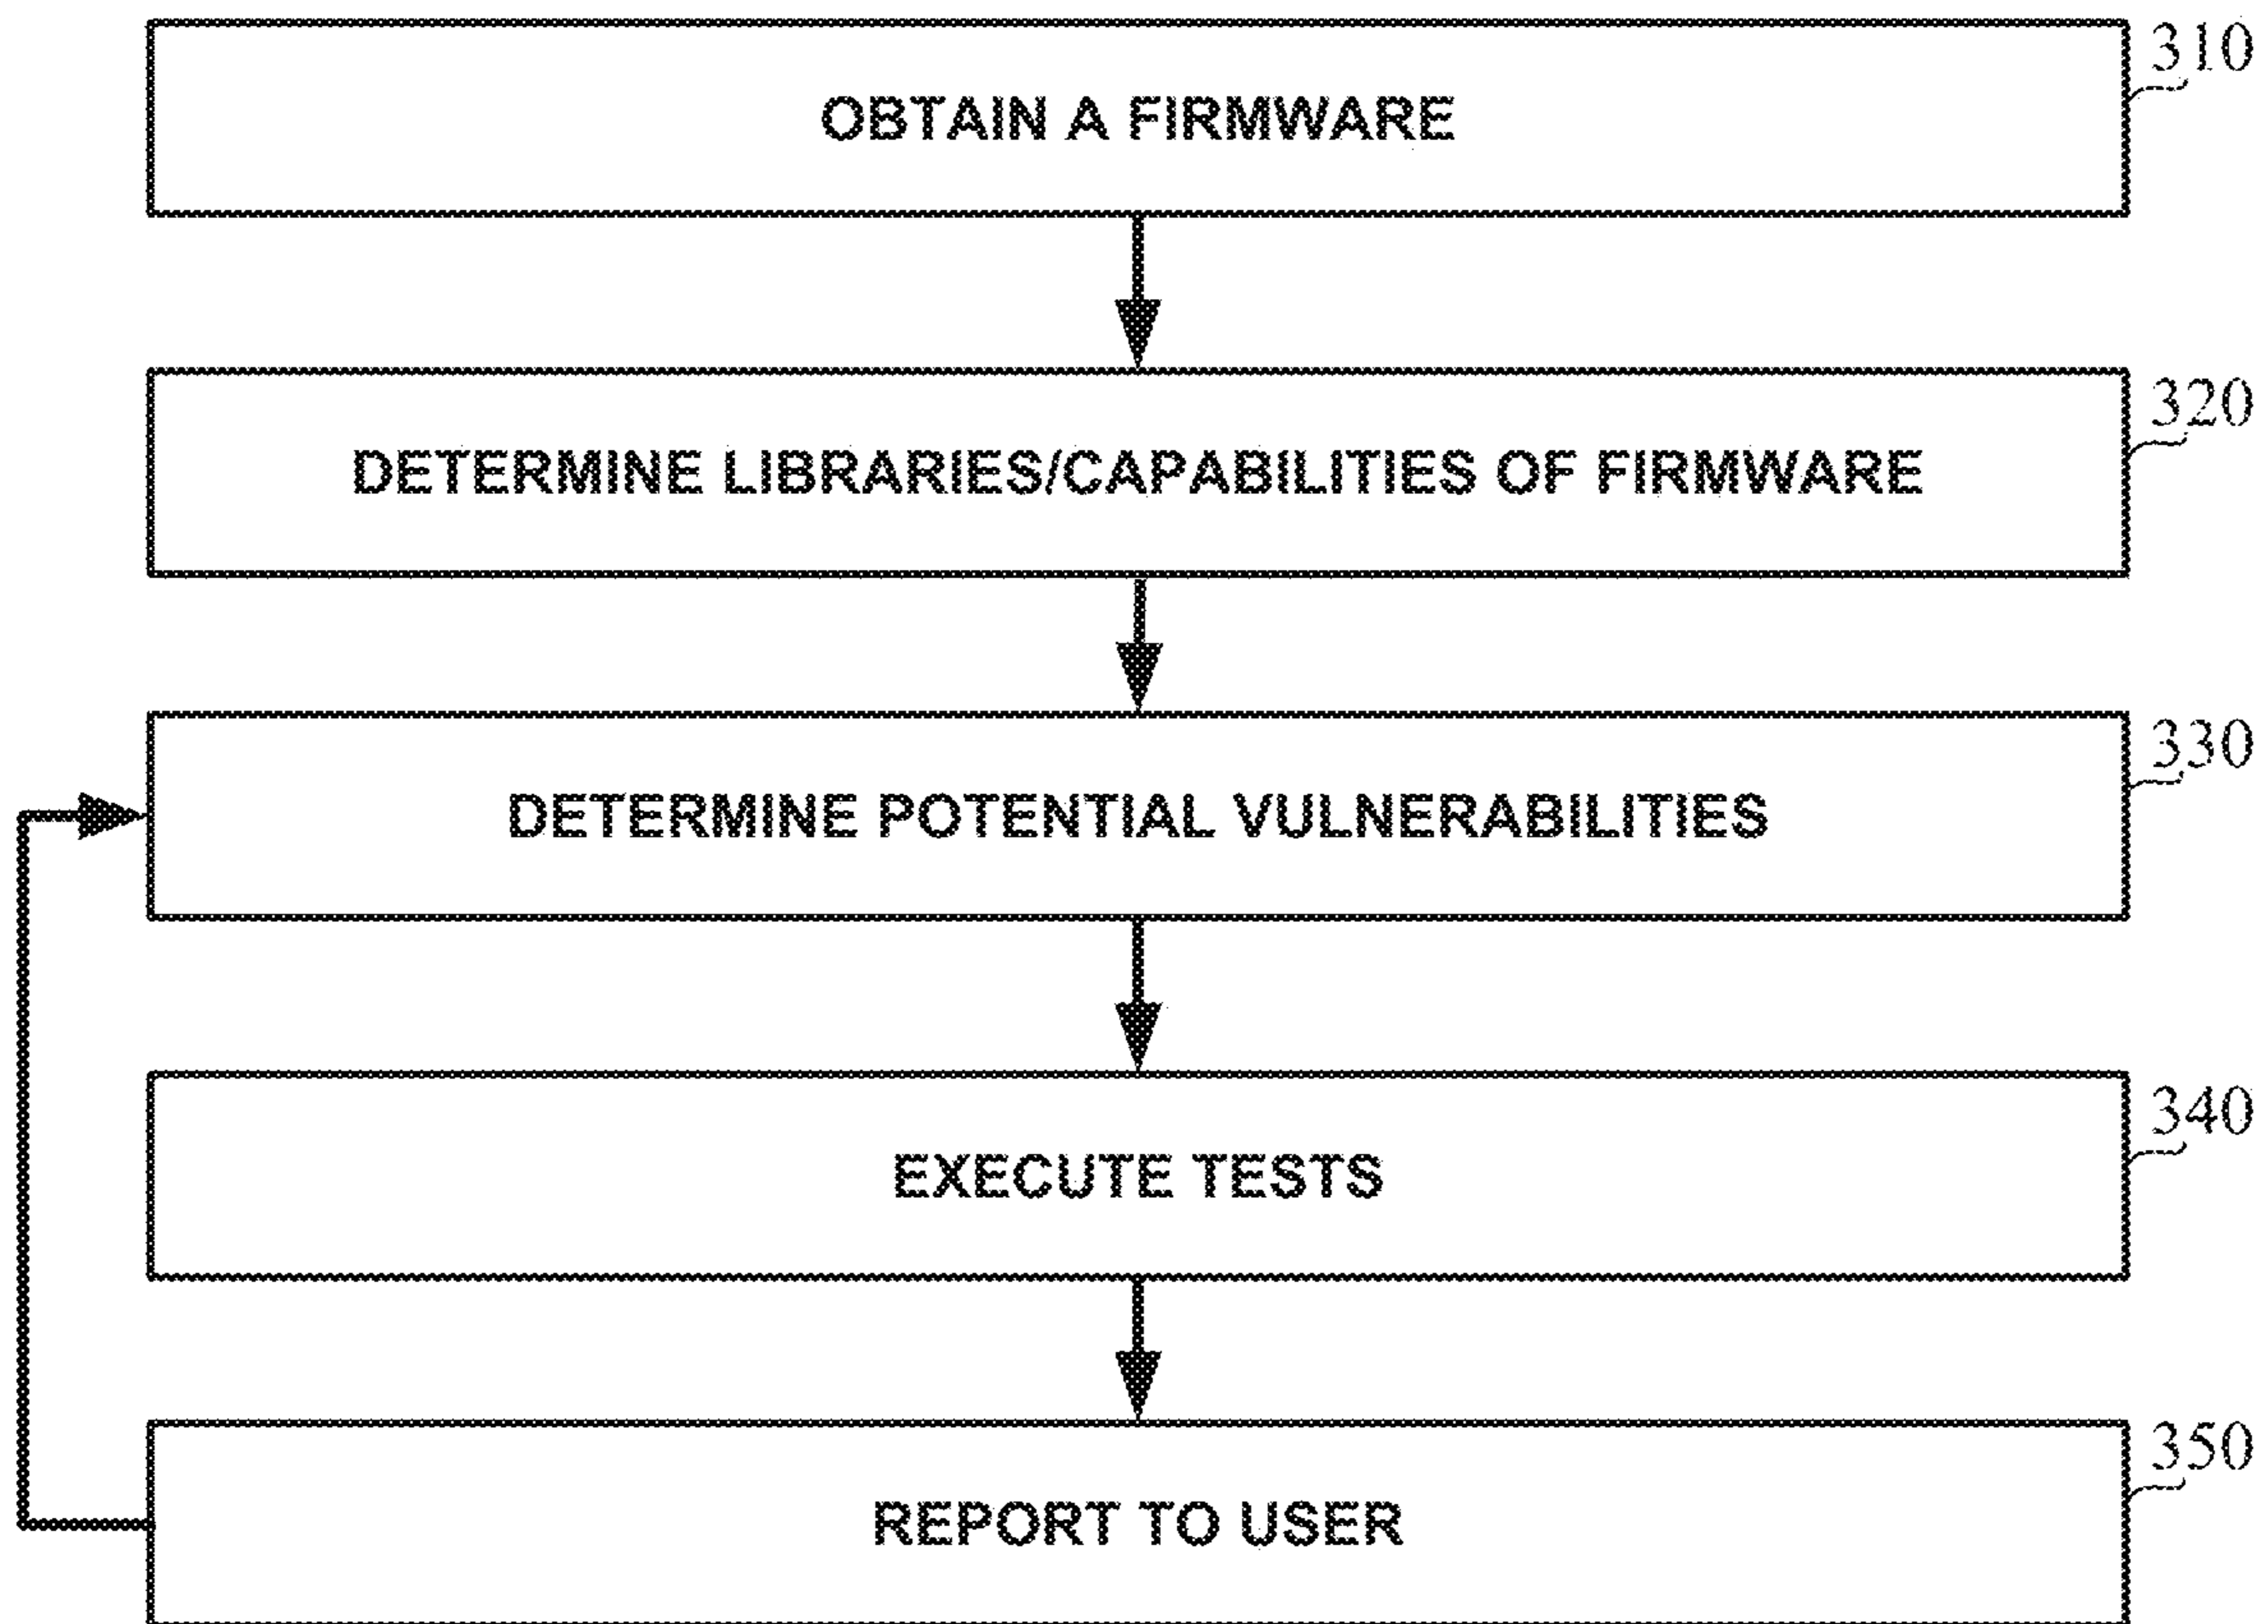 310
OBTAIN A FIRMWARE
320
DETERMINE LIBRARIES/CAPABILITIES OF FIRMWARE
330
DETERMINE POTENTIAL VULNERABILITIES
340
EXECUTE TESTS
350
REPORT TO USER